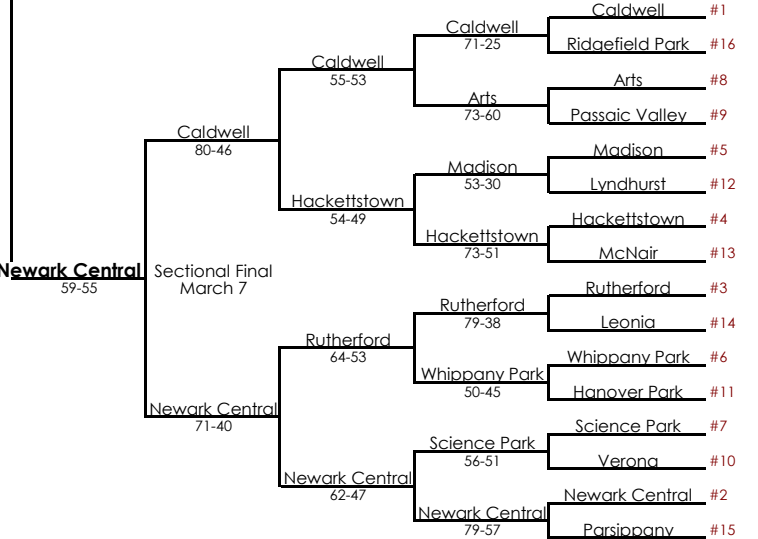 Caldwell #1
Caldwell
71-25
Ridgefield Park #16
Caldwell
55-53
Arts #8
Arts
73-60
Passaic Valley #9
Caldwell
80-46
Madison #5
Madison
53-30
Lyndhurst #12
Hackettstown
54-49
Hackettstown #4
Hackettstown
73-51
McNair #13
Newark Central
59-55
Sectional Final
March 7
Rutherford #3
Rutherford
79-38
Leonia #14
Rutherford
64-53
Whippany Park #6
Whippany Park
50-45
Hanover Park #11
Newark Central
71-40
Science Park #7
Science Park
56-51
Verona #10
Newark Central
62-47
Newark Central #2
Newark Central
79-57
Parsippany #15